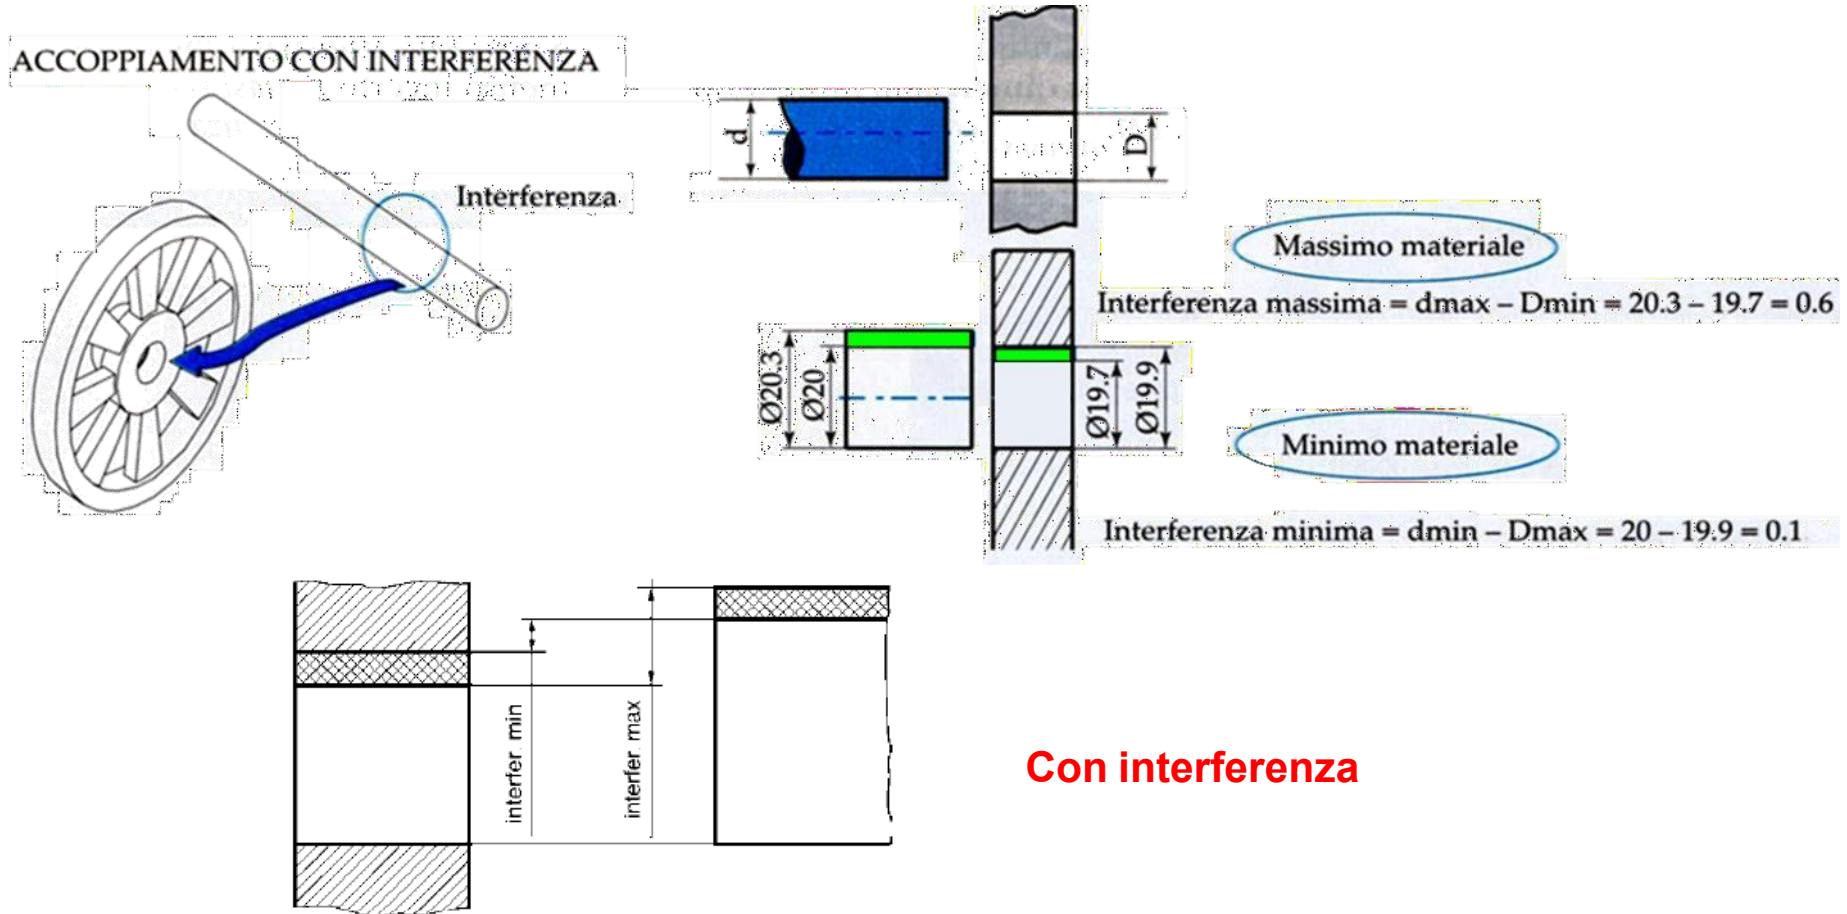 ACCOPPIAMENTO CON INTERFERENZA
Interferenza
d
D
Massimo materiale
Interferenza massima = dmax – Dmin = 20.3 – 19.7 = 0.6
Ø20.3
Ø20
Ø19.7
Ø19.9
Minimo materiale
Interferenza minima = dmin – Dmax = 20 – 19.9 = 0.1
interfer. min
interfer. max
Con interferenza